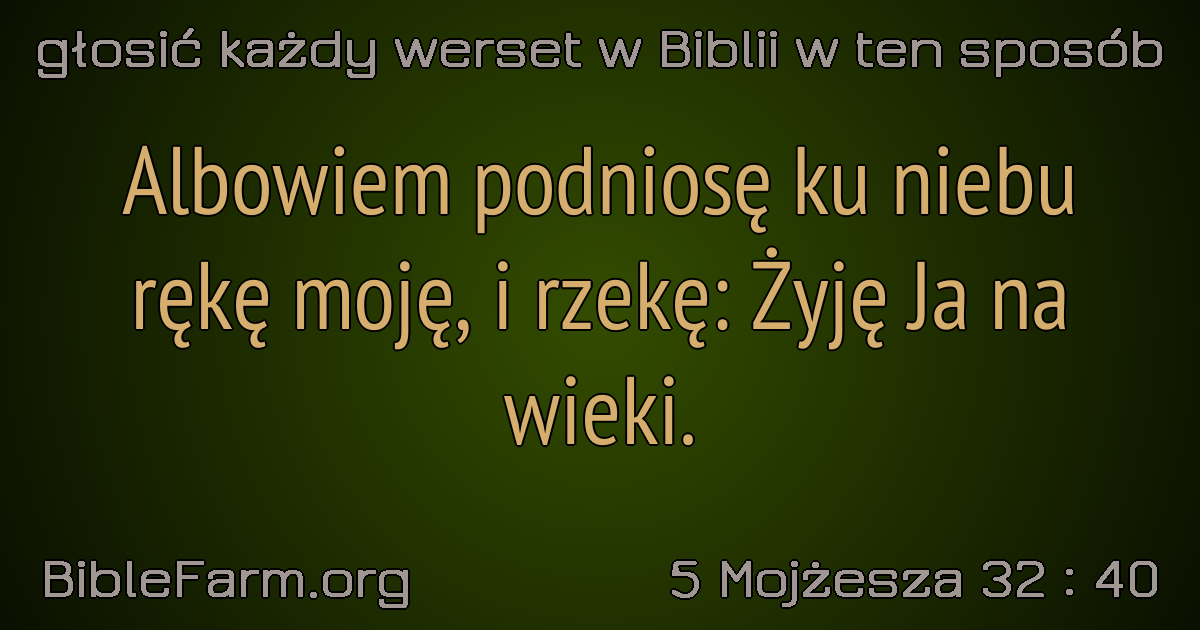 głosić każdy werset w Biblii w ten sposób
Albowiem podniosę ku niebu
rękę moję, i rzekę: Żyję Ja na
wieki.
BibleFarm.org
5 Mojżesza 32 : 40